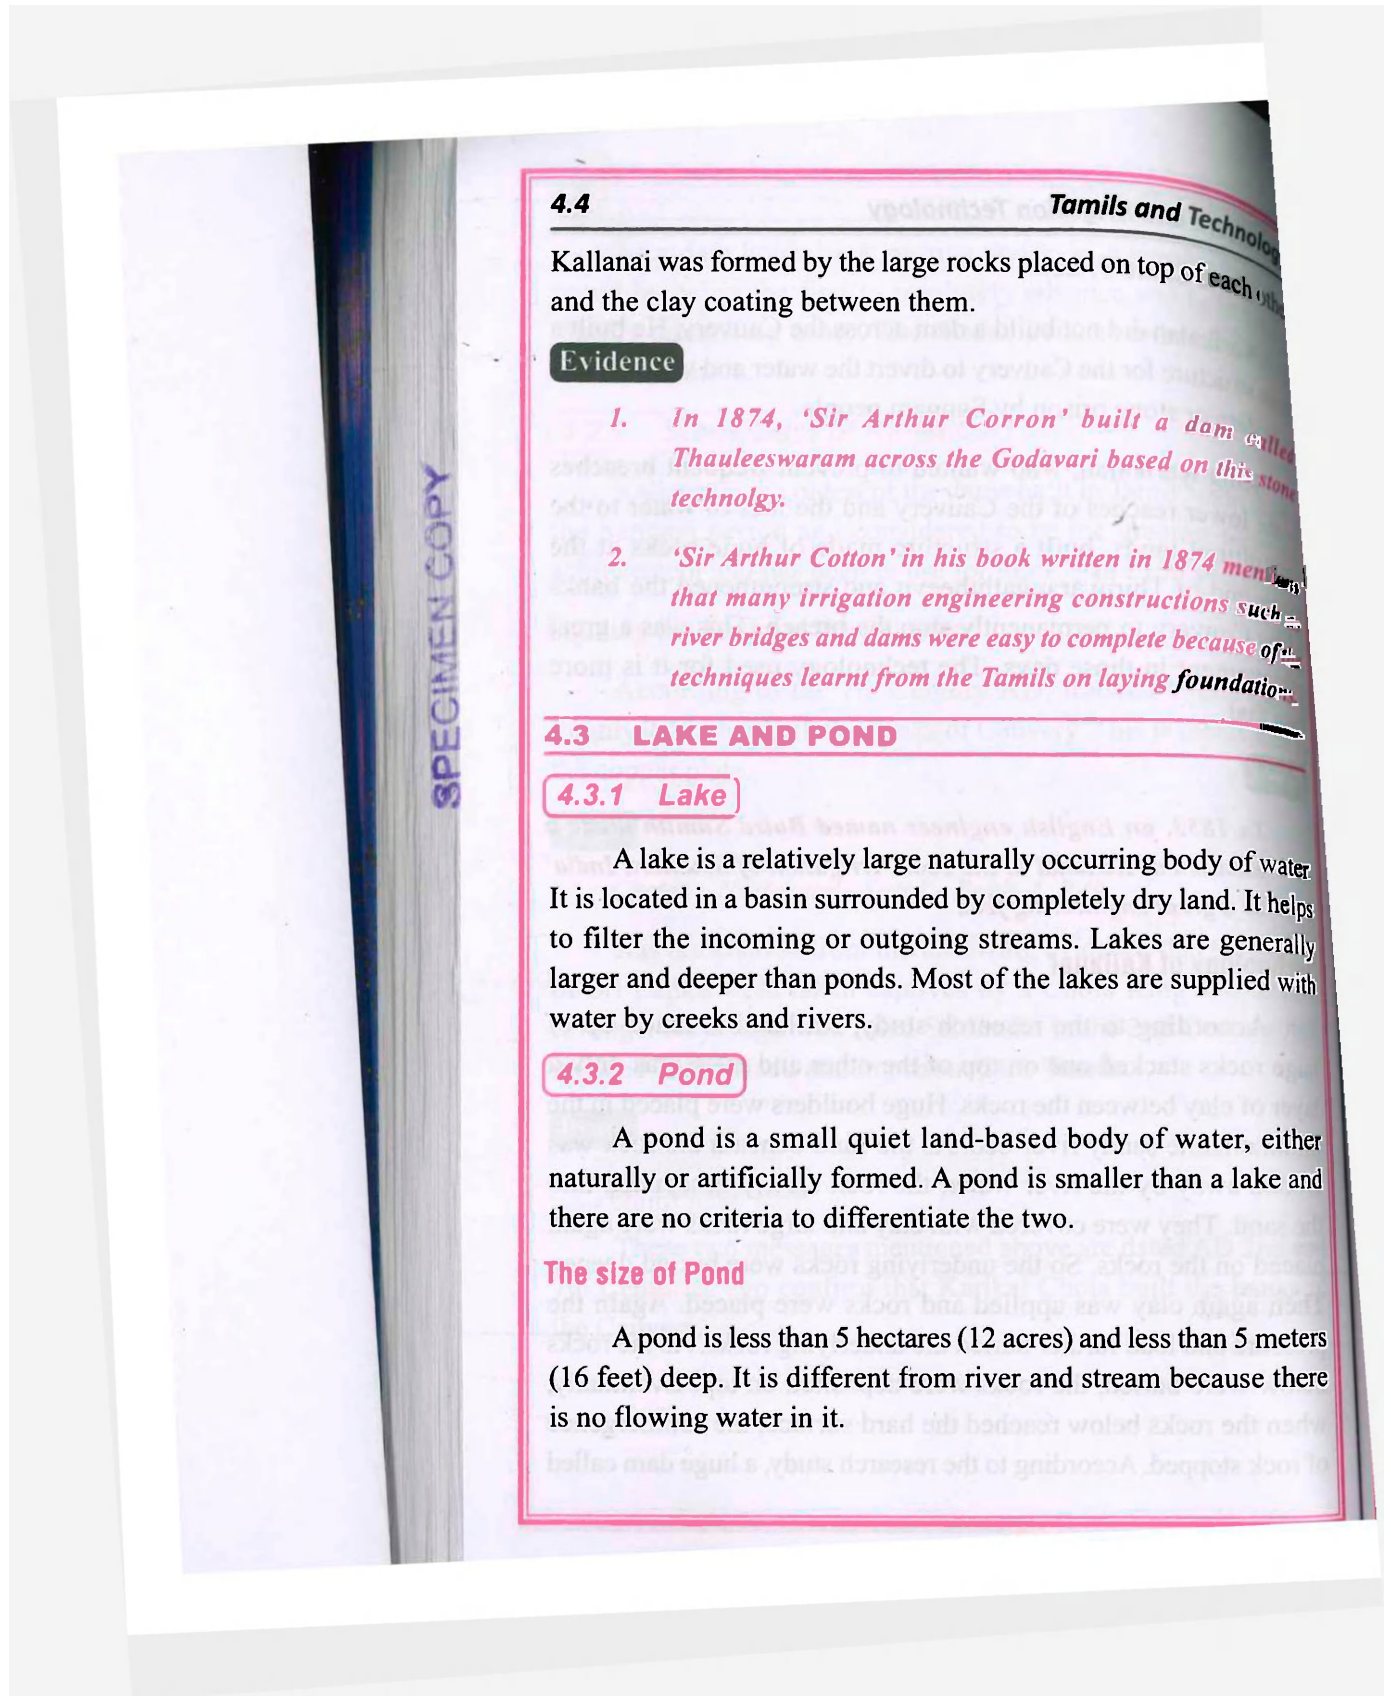 4.4 Tamils and Technolog
Kallanai was formed by the large rocks placed on top of each othe
and the clay coating between them.
Evidence
1. In 1874, ‘Sir Arthur Corron’ built a dam called
Thauleeswaram across the Godavari based on this stone
technolgy.
2. ‘Sir Arthur Cotton’ in his book written in 1874
that many irrigation engineering constructions such
river bridges and dams were easy to complete because of
techniques learnt from the Tamils on laying foundation
4.3 LAKE AND POND
4.3.1 Lake
A lake is a relatively large naturally occurring body of water
It is located in a basin surrounded by completely dry land. It helps
to filter the incoming or outgoing streams. Lakes are generally
larger and deeper than ponds. Most of the lakes are supplied with
water by creeks and rivers.
4.3.2 Pond
A pond is a small quiet land-based body of water, either
naturally or artificially formed. A pond is smaller than a lake and
there are no criteria to differentiate the two.
The size of Pond
A pond is less than 5 hectares (12 acres) and less than 5 meters
(16 feet) deep. It is different from river and stream because there
is no flowing water in it.
SPECIMEN COPY